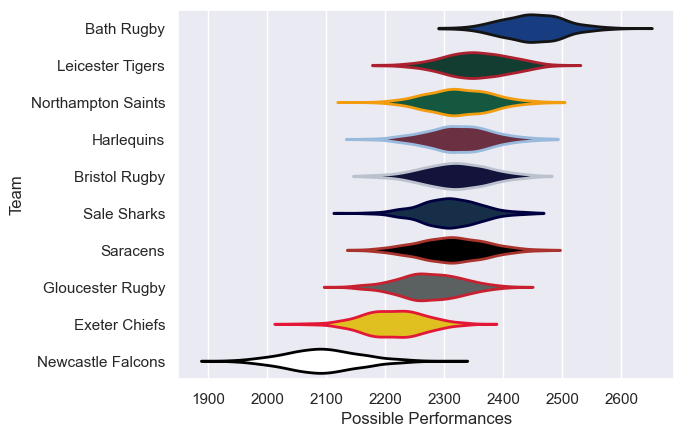 Bath Rugby
Leicester Tigers
Northampton Saints
Harlequins
Bristol Rugby
Sale Sharks
Saracens
Gloucester Rugby
Exeter Chiefs
Newcastle Falcons
Team
1900 2000 2100 2200 2300 2400 2500 2600
Possible Performances